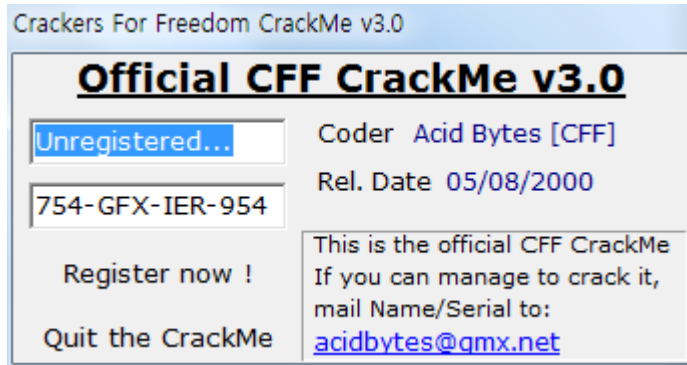 Crackers For Freedom CrackMe v3.0
Official CFF CrackMe v3.0
Unregistered...
754-GFX-IER-954
Register now !
Quit the CrackMe
Coder Acid Bytes [CFF]
Rel. Date 05/08/2000
This is the official CFF CrackMe
If you can manage to crack it,
mail Name/Serial to:
acidbytes@gmx.net